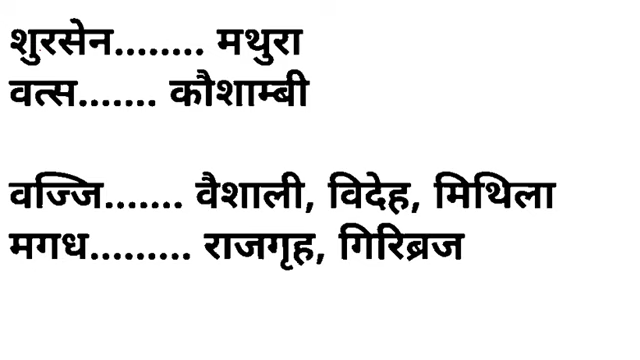 शुरसेन........ मथुरा
वत्स....... कौशाम्बी
वज्जि....... वैशाली, विदेह, मिथिला
मगध......... राजगृह, गिरिब्रज